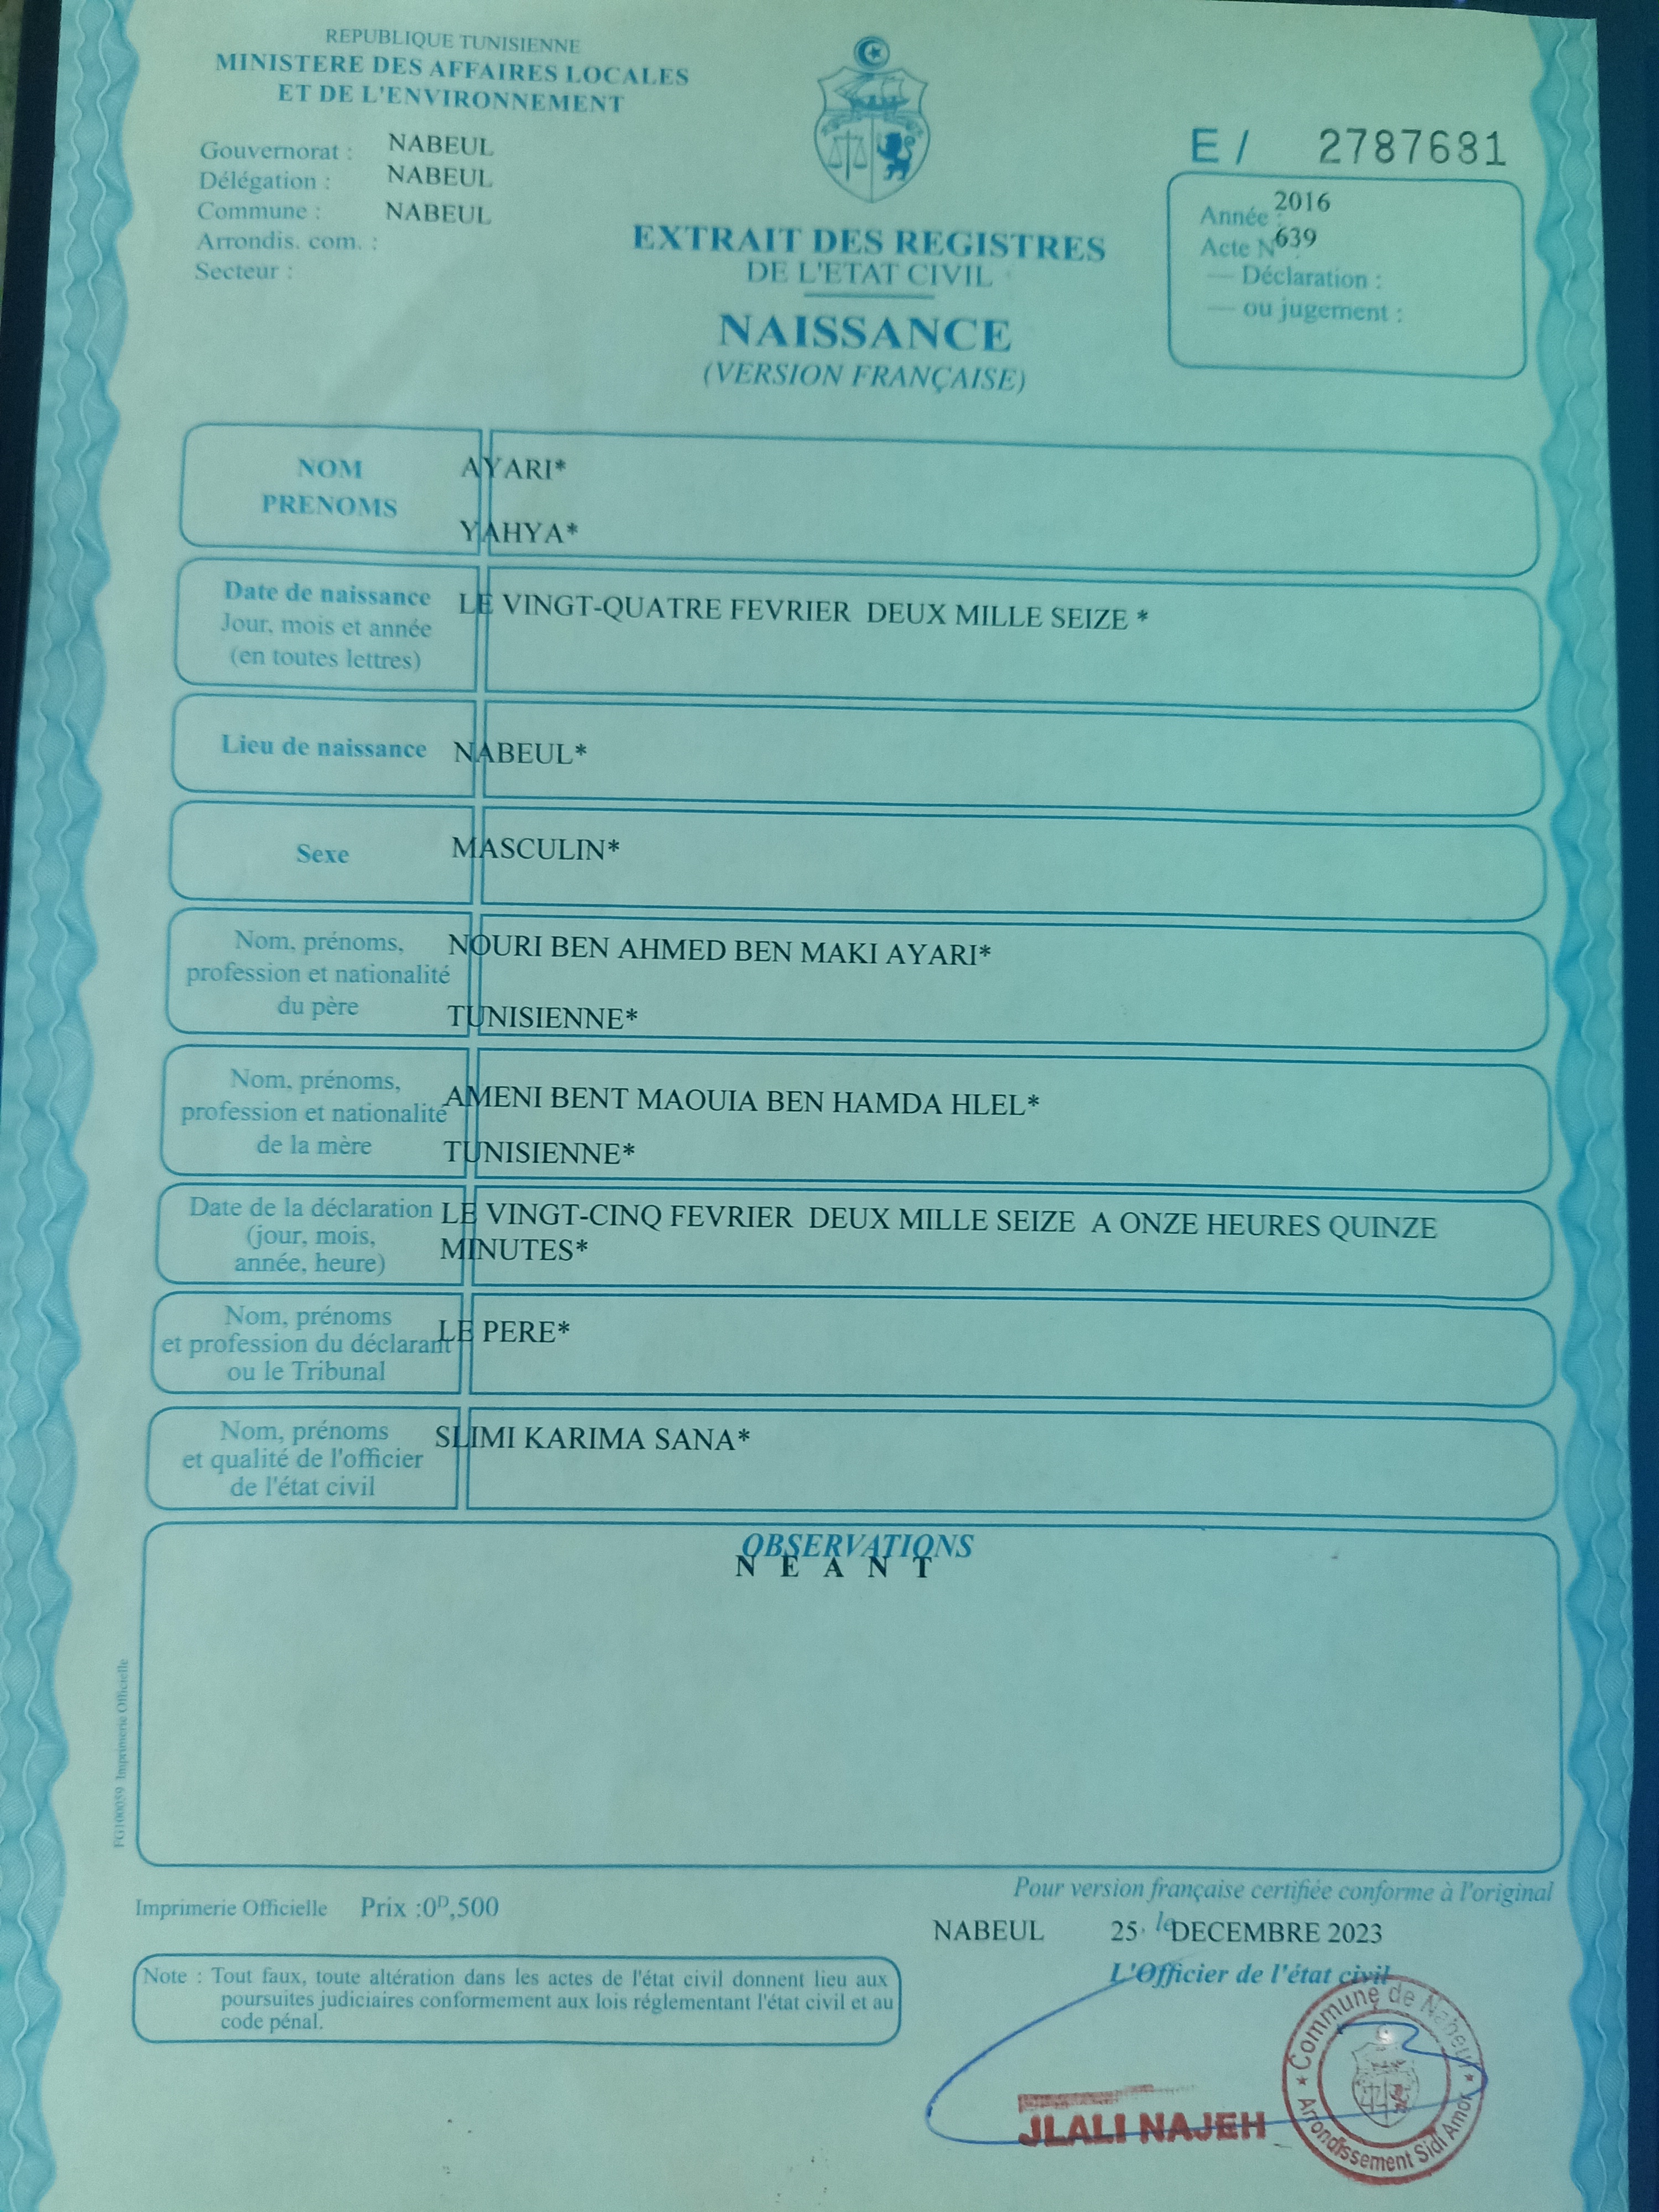 REPUBLIQUE TUNISIENNE
MINISTERE DES AFFAIRES LOCALES
ET DE L'ENVIRONNEMENT
Gouvernorat : NABEUL
Délégation : NABEUL
Commune : NABEUL
Arrondis. com. :
Secteur :
E / 2787681
Année : 2016
Acte N 639
— Déclaration :
— ou jugement :
EXTRAIT DES REGISTRES
DE L'ETAT CIVIL
NAISSANCE
(VERSION FRANÇAISE)
NOM AYARI*
PRENOMS YAHYA*
Date de naissance LE VINGT-QUATRE FEVRIER DEUX MILLE SEIZE *
Jour, mois et année
(en toutes lettres)
Lieu de naissance NABEUL*
Sexe MASCULIN*
Nom, prénoms, NOURI BEN AHMED BEN MAKI AYARI*
profession et nationalité
du père TUNISIENNE*
Nom, prénoms,
profession et nationalité AMENI BENT MAOUIA BEN HAMDA HLEL*
de la mère TUNISIENNE*
Date de la déclaration LE VINGT-CINQ FEVRIER DEUX MILLE SEIZE A ONZE HEURES QUINZE
(jour, mois, MINUTES*
année, heure)
Nom, prénoms
et profession du déclarant LE PERE*
ou le Tribunal
Nom, prénoms SLIMI KARIMA SANA*
et qualité de l'officier
de l'état civil
OBSERVATIONS
N E A N T
FG100059 Imprimerie Officielle
Imprimerie Officielle Prix :0D,500
Pour version française certifiée conforme à l'original
NABEUL 25 le DECEMBRE 2023
L'Officier de l'état civil
Note : Tout faux, toute altération dans les actes de l'état civil donnent lieu aux
poursuites judiciaires conformement aux lois réglementant l'état civil et au
code pénal.
JLALI NAJEH
Commune de Nabeul
Arrondissement Sidi Amor